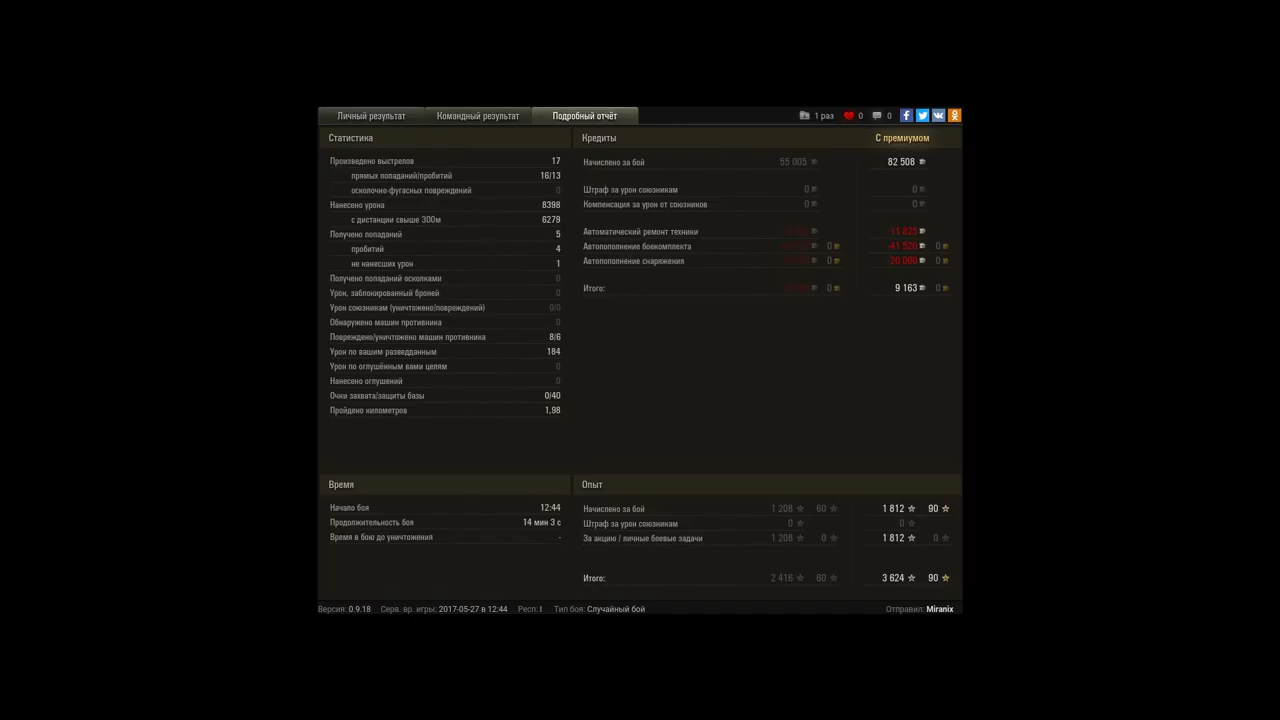 Личный результат Командный результат Подробный отчёт 1 раз 0 0
Статистика
Произведено выстрелов 17
прямых попаданий/пробитий 16/13
осколочно-фугасных повреждений 0
Нанесено урона 8398
с дистанции свыше 300м 6279
Получено попаданий 5
пробитий 4
не нанесших урон 1
Получено попаданий осколками 0
Урон, заблокированный броней 0
Урон союзникам (уничтожено/повреждений) 0/0
Обнаружено машин противника 0
Повреждено/уничтожено машин противника 8/6
Урон по вашим разведданным 184
Урон по оглушённым вами целям 0
Нанесено оглушений 0
Очки захвата/защиты базы 0/40
Пройдено километров 1,98
Кредиты С премиумом
Начислено за бой 55 005 82 508
Штраф за урон союзникам 0 0
Компенсация за урон от союзников 0 0
Автоматический ремонт техники -11 825
Автопополнение боекомплекта 0 -41 520 0
Автопополнение снаряжения 0 -20 000 0
Итого: 0 9 163 0
Время
Начало боя 12:44
Продолжительность боя 14 мин 3 с
Время в бою до уничтожения -
Опыт
Начислено за бой 1 208 60 1 812 90
Штраф за урон союзникам 0 0
За акцию / личные боевые задачи 1 208 0 1 812 0
Итого: 2 416 60 3 624 90
Версия: 0.9.18 Серв. вр. игры: 2017-05-27 в 12:44 Респ: I Тип боя: Случайный бой Отправил: Miranix